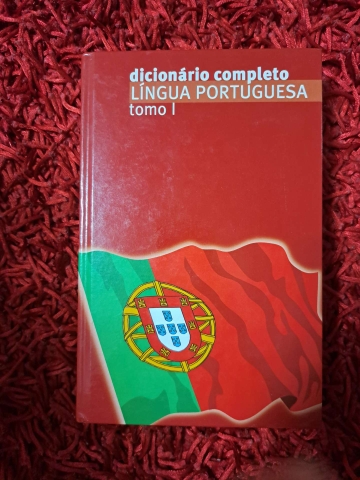 dicionário completo
LÍNGUA PORTUGUESA
tomo I